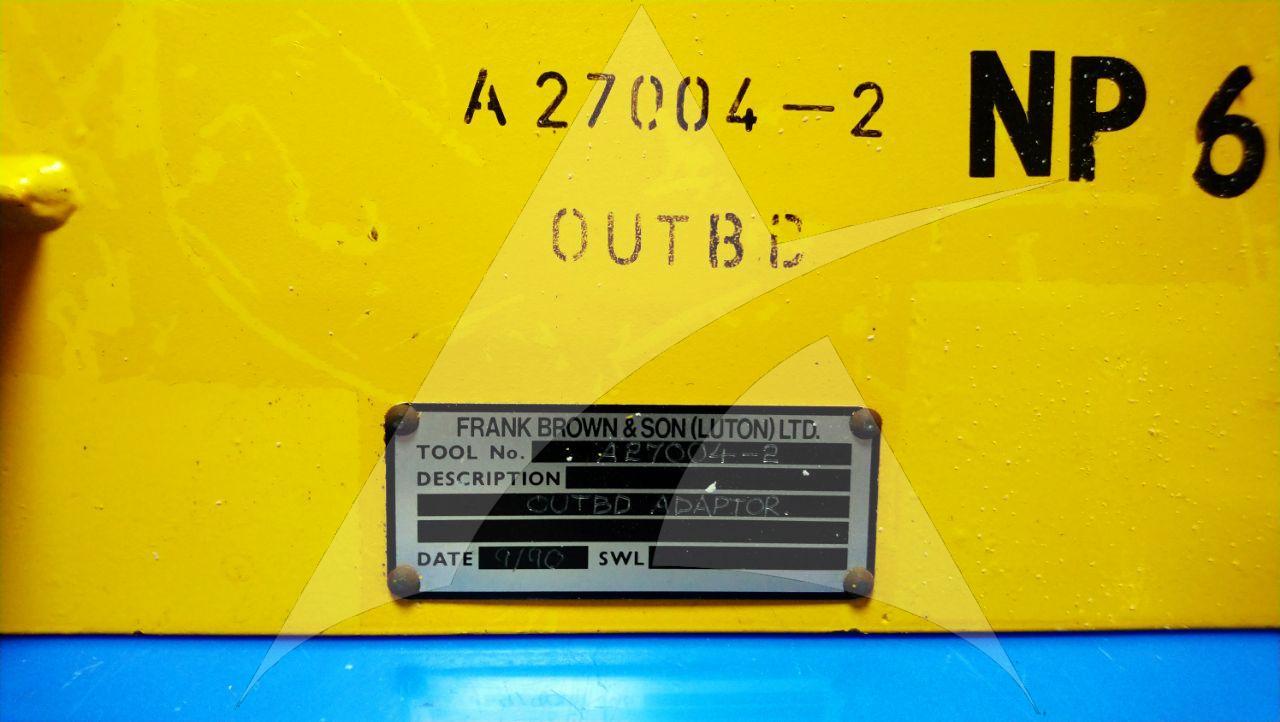 A27004-2
NP 6
OUTBD
FRANK BROWN & SON (LUTON) LTD.
TOOL No. A27004-2
DESCRIPTION
OUTBD ADAPTOR.
DATE 9/90 SWL